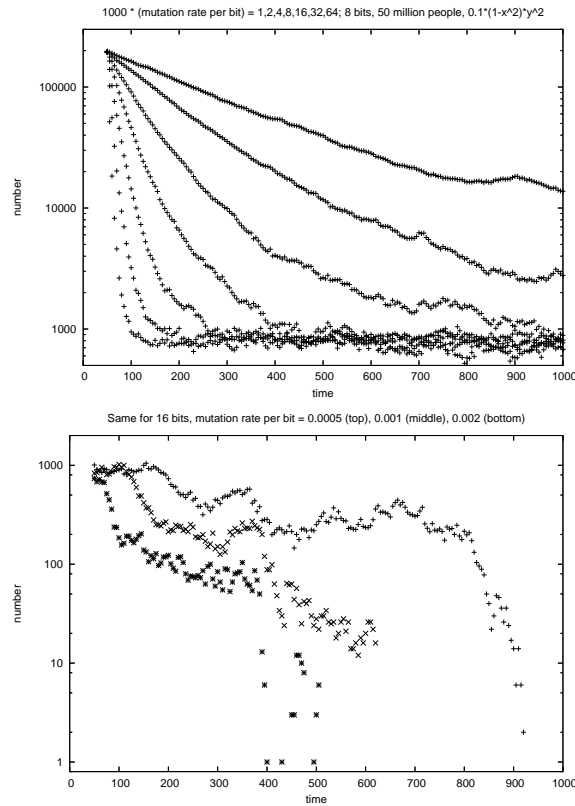 1000 * (mutation rate per bit) = 1,2,4,8,16,32,64; 8 bits, 50 million people, 0.1*(1-x^2)*y^2
100000
10000
1000
number
0 100 200 300 400 500 600 700 800 900 1000
time
Same for 16 bits, mutation rate per bit = 0.0005 (top), 0.001 (middle), 0.002 (bottom)
1000
100
10
1
number
0 100 200 300 400 500 600 700 800 900 1000
time